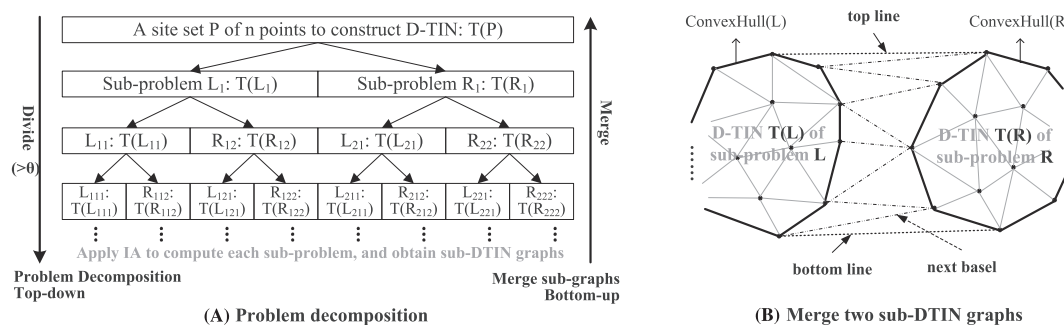 A site set P of n points to construct D-TIN: T(P)
Sub-problem L1: T(L1)
Sub-problem R1: T(R1)
L11: T(L11)
R12: T(R12)
L21: T(L21)
R22: T(R22)
L111:
T(L111)
R112:
T(R112)
L121:
T(L121)
R122:
T(R122)
L211:
T(L211)
R212:
T(R212)
L221:
T(L221)
R222:
T(R222)
Apply IA to compute each sub-problem, and obtain sub-DTIN graphs
Divide
(>θ)
Merge
Problem Decomposition
Top-down
Merge sub-graphs
Bottom-up
(A) Problem decomposition
ConvexHull(L)
top line
ConvexHull(R
D-TIN T(L) of
sub-problem L
D-TIN T(R) of
sub-problem R
bottom line
next basel
(B) Merge two sub-DTIN graphs